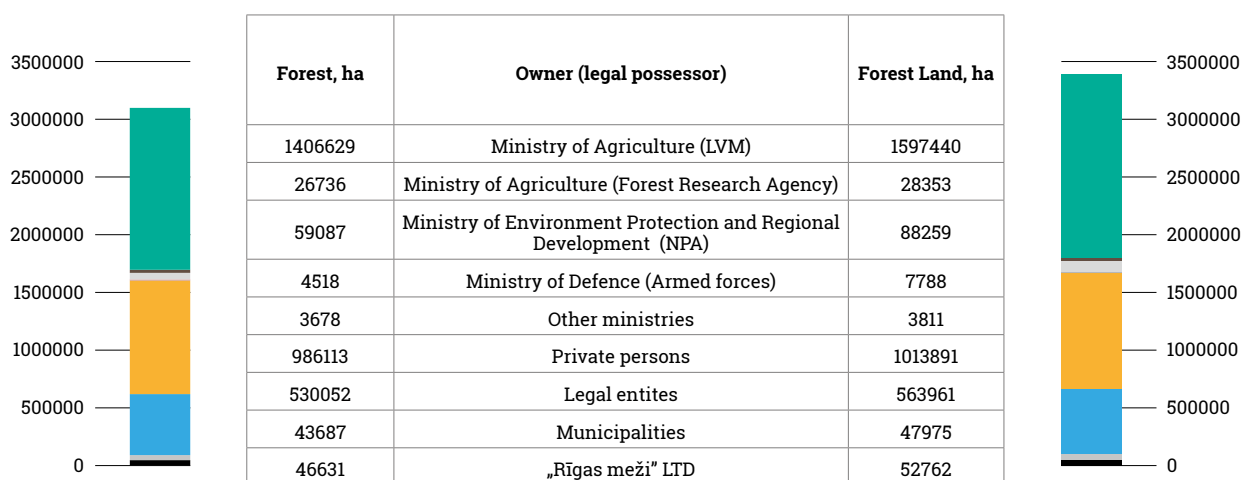 3500000
3000000
2500000
2000000
1500000
1000000
500000
0
Forest, ha Owner (legal possessor) Forest Land, ha
1406629 Ministry of Agriculture (LVM) 1597440
26736 Ministry of Agriculture (Forest Research Agency) 28353
59087 Ministry of Environment Protection and Regional
Development (NPA) 88259
4518 Ministry of Defence (Armed forces) 7788
3678 Other ministries 3811
986113 Private persons 1013891
530052 Legal entites 563961
43687 Municipalities 47975
46631 „Rīgas meži” LTD 52762
3500000
3000000
2500000
2000000
1500000
1000000
500000
0